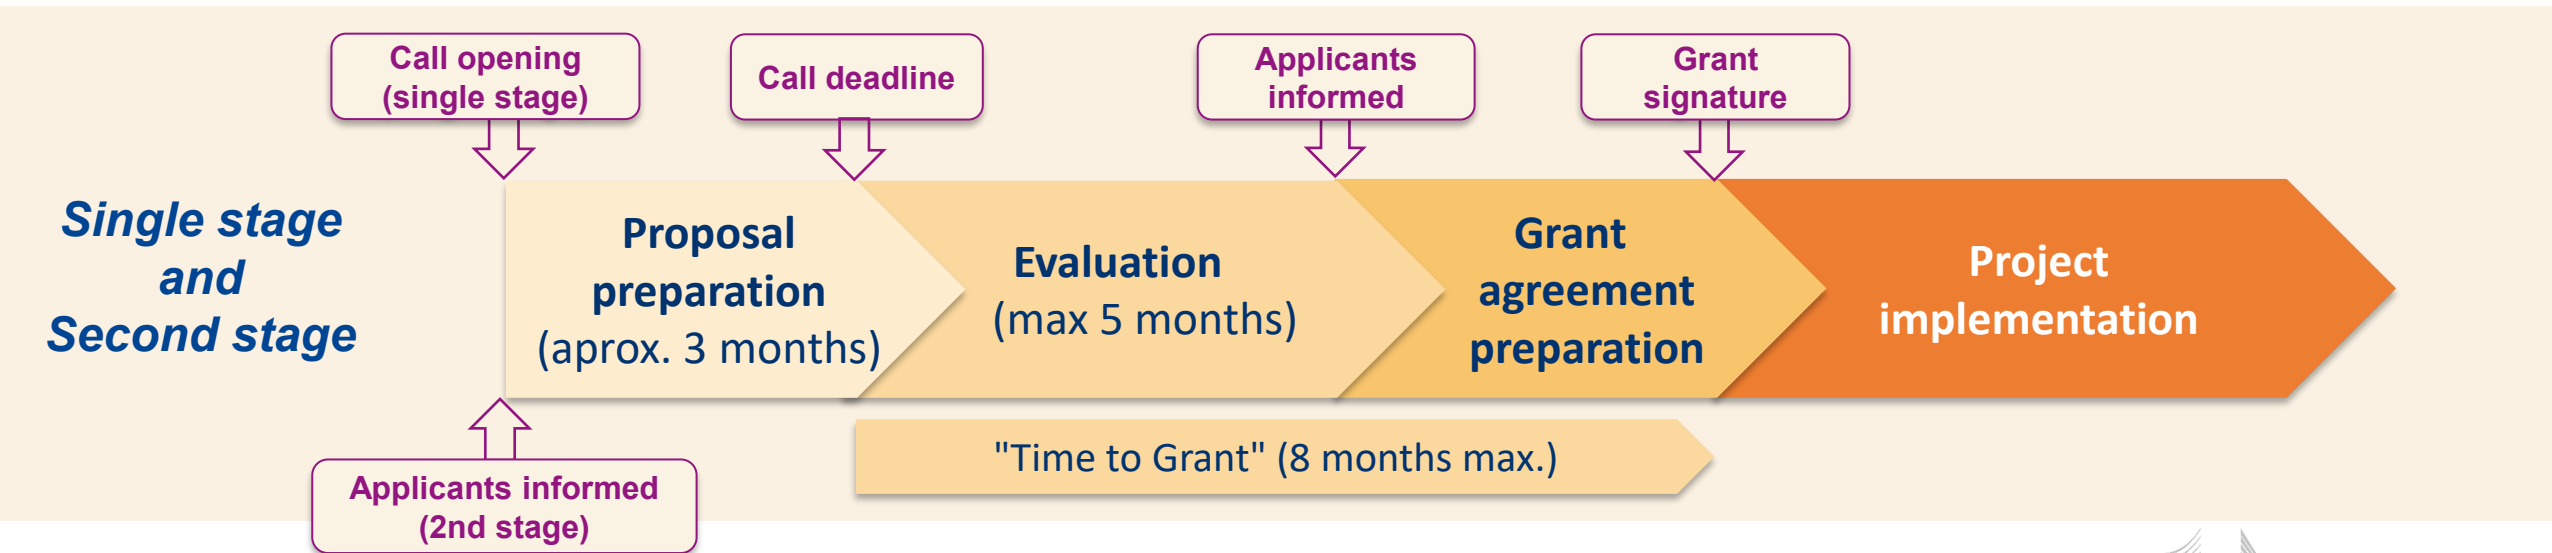 Call opening
(single stage)
Call deadline
Applicants
informed
Grant
signature
Single stage
and
Second stage
Proposal
preparation
(aprox. 3 months)
Evaluation
(max 5 months)
Grant
agreement
preparation
Project
implementation
"Time to Grant" (8 months max.)
Applicants informed
(2nd stage)